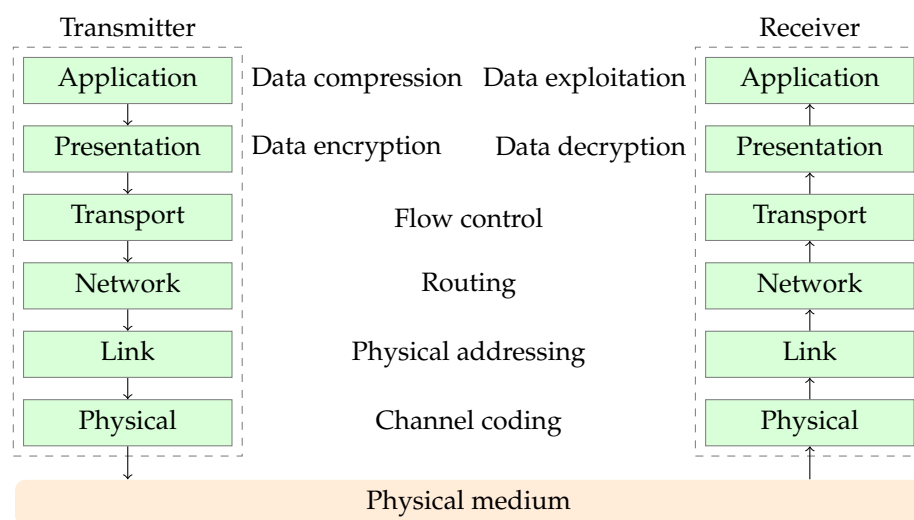 Transmitter Receiver
Application Data compression Data exploitation Application
Presentation Data encryption Data decryption Presentation
Transport Flow control Transport
Network Routing Network
Link Physical addressing Link
Physical Channel coding Physical
Physical medium